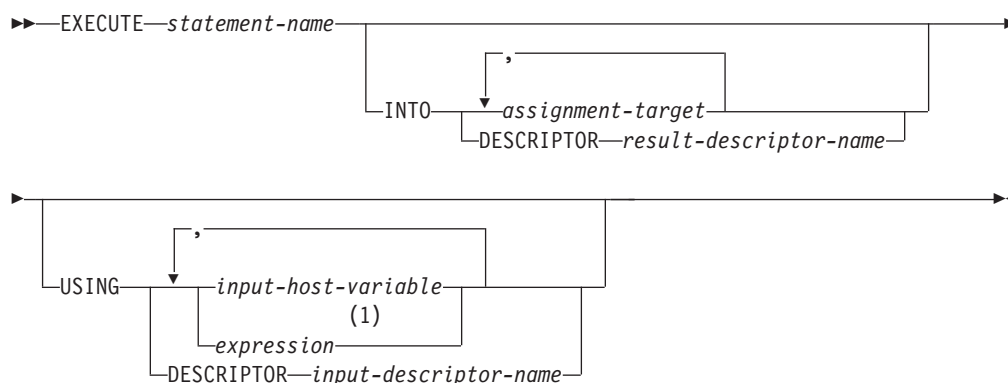 EXECUTE statement-name
,
INTO assignment-target
DESCRIPTOR result-descriptor-name
,
USING input-host-variable
(1)
expression
DESCRIPTOR input-descriptor-name